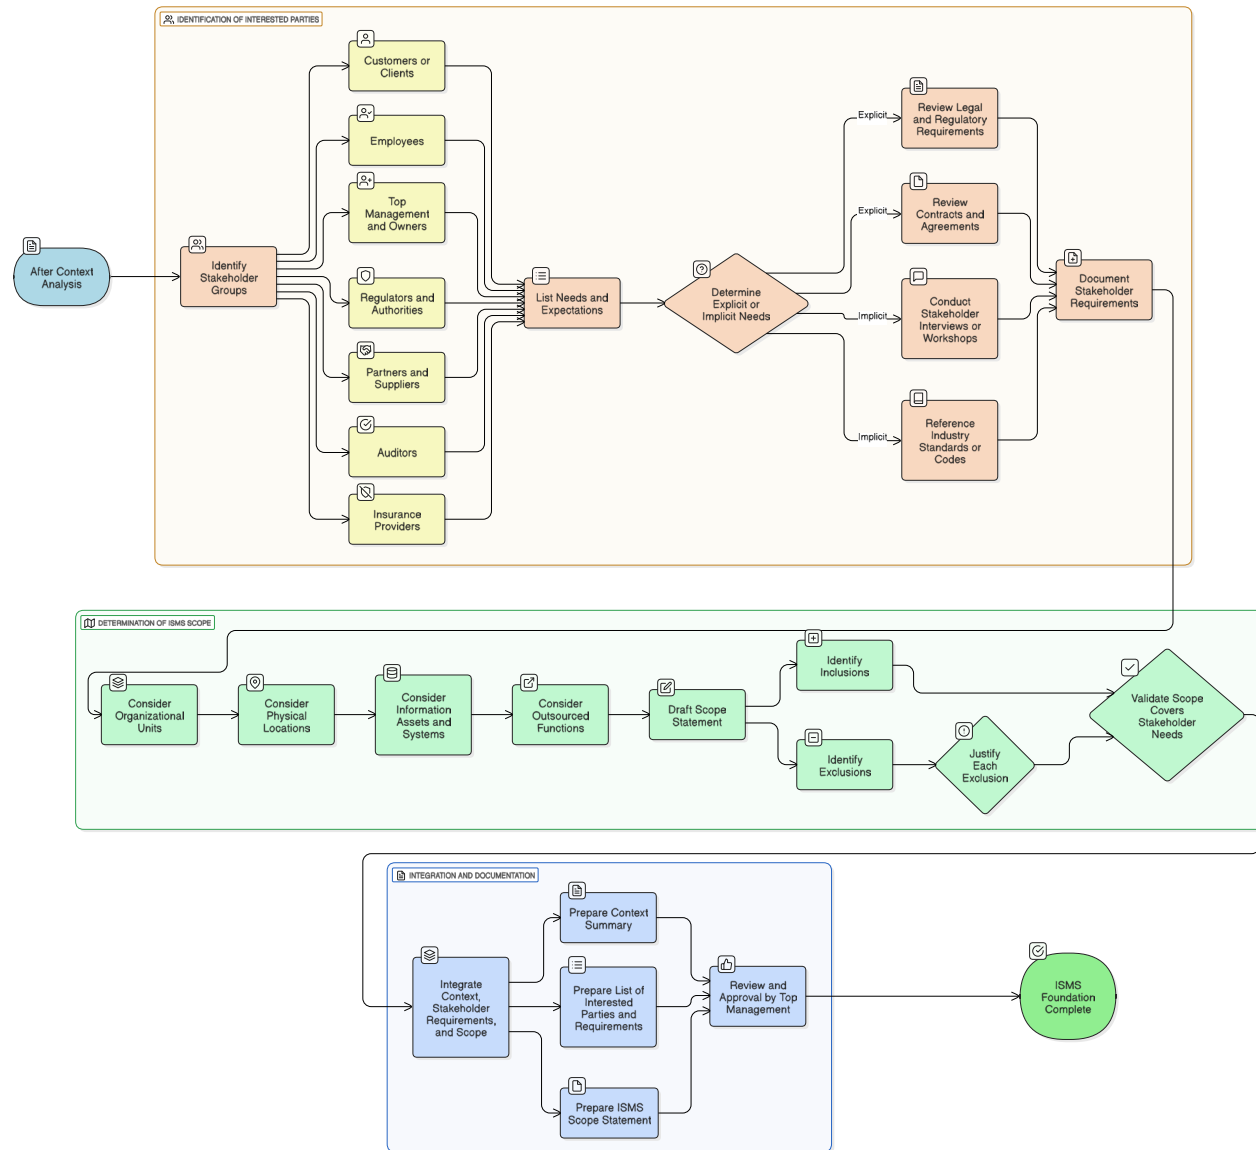 IDENTIFICATION OF INTERESTED PARTIES
After Context
Analysis
Identify
Stakeholder
Groups
Customers or
Clients
Employees
Top
Management
and Owners
Regulators and
Authorities
Partners and
Suppliers
Auditors
Insurance
Providers
List Needs and
Expectations
Determine
Explicit or
Implicit Needs
Explicit
Explicit
Implicit
Implicit
Review Legal
and Regulatory
Requirements
Review
Contracts and
Agreements
Conduct
Stakeholder
Interviews or
Workshops
Reference
Industry
Standards or
Codes
Document
Stakeholder
Requirements
DETERMINATION OF ISMS SCOPE
Consider
Organizational
Units
Consider
Physical
Locations
Consider
Information
Assets and
Systems
Consider
Outsourced
Functions
Draft Scope
Statement
Identify
Inclusions
Identify
Exclusions
Justify
Each
Exclusion
Validate Scope
Covers
Stakeholder
Needs
INTEGRATION AND DOCUMENTATION
Integrate
Context,
Stakeholder
Requirements,
and Scope
Prepare Context
Summary
Prepare List of
Interested
Parties and
Requirements
Prepare ISMS
Scope Statement
Review and
Approval by Top
Management
ISMS
Foundation
Complete